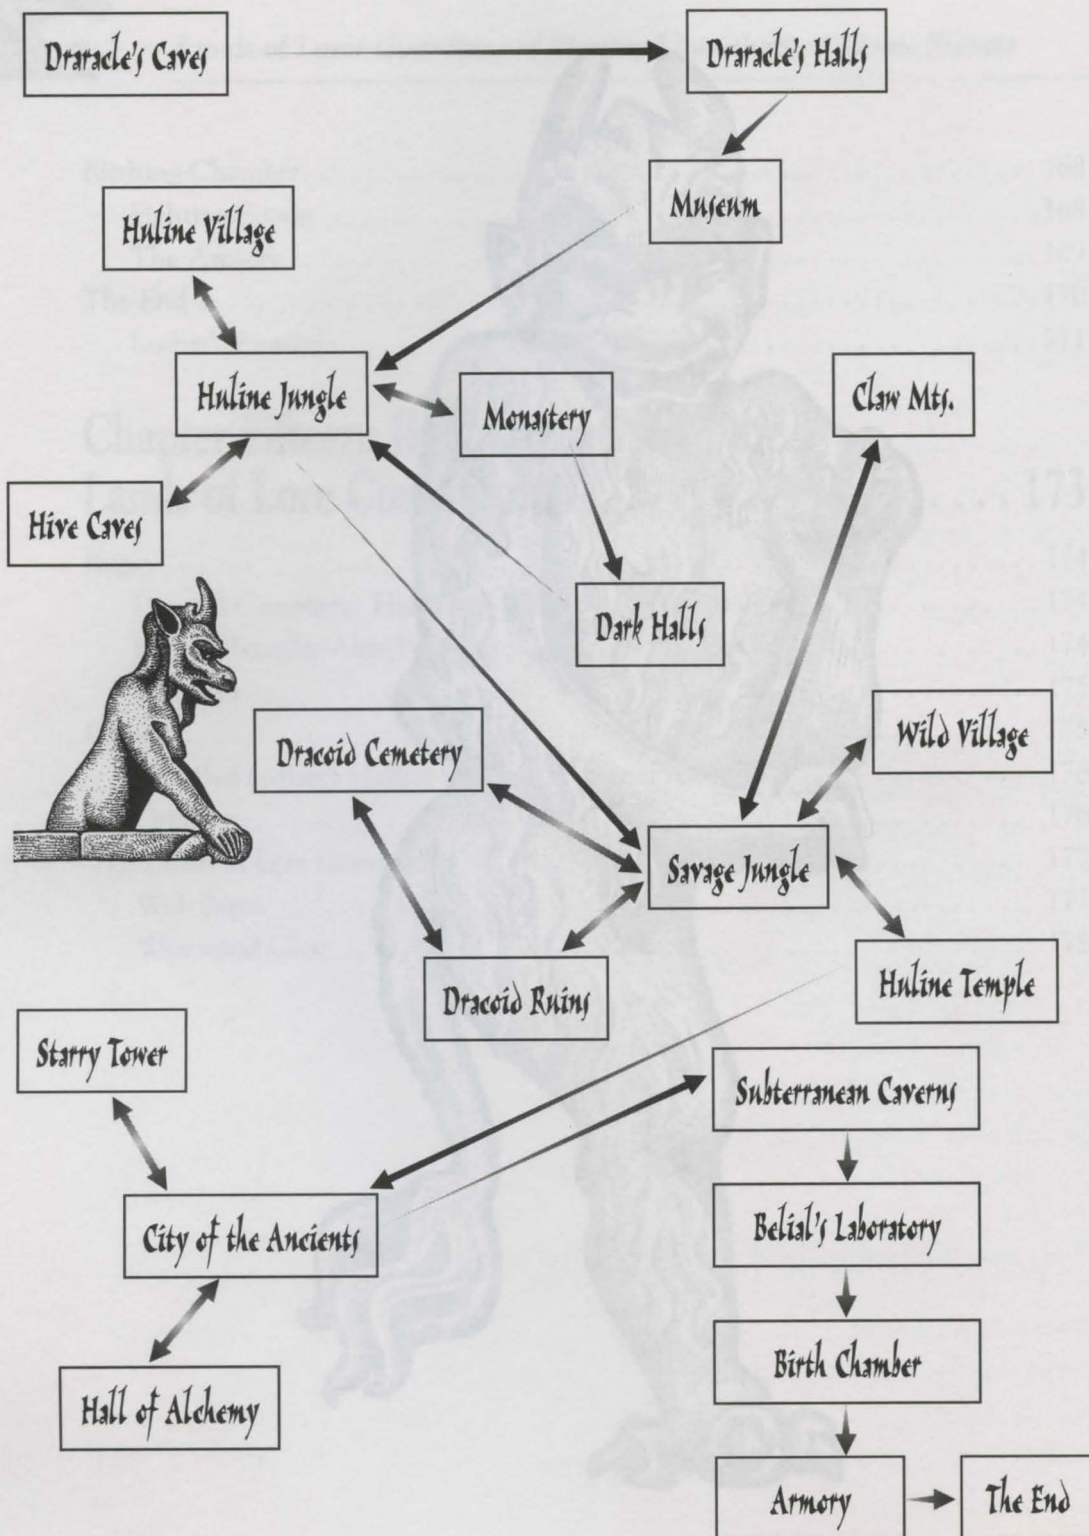 Draracle's Caves
Draracle's Halls
Museum
Huline Village
Huline Jungle
Monastery
Claw Mts.
Hive Caves
173
Dark Halls
Dracoid Cemetery
Wild Village
Savage Jungle
Dracoid Ruins
Huline Temple
Starry Tower
Subterranean Caverns
City of the Ancients
Belial's Laboratory
Birth Chamber
Hall of Alchemy
Armory
The End